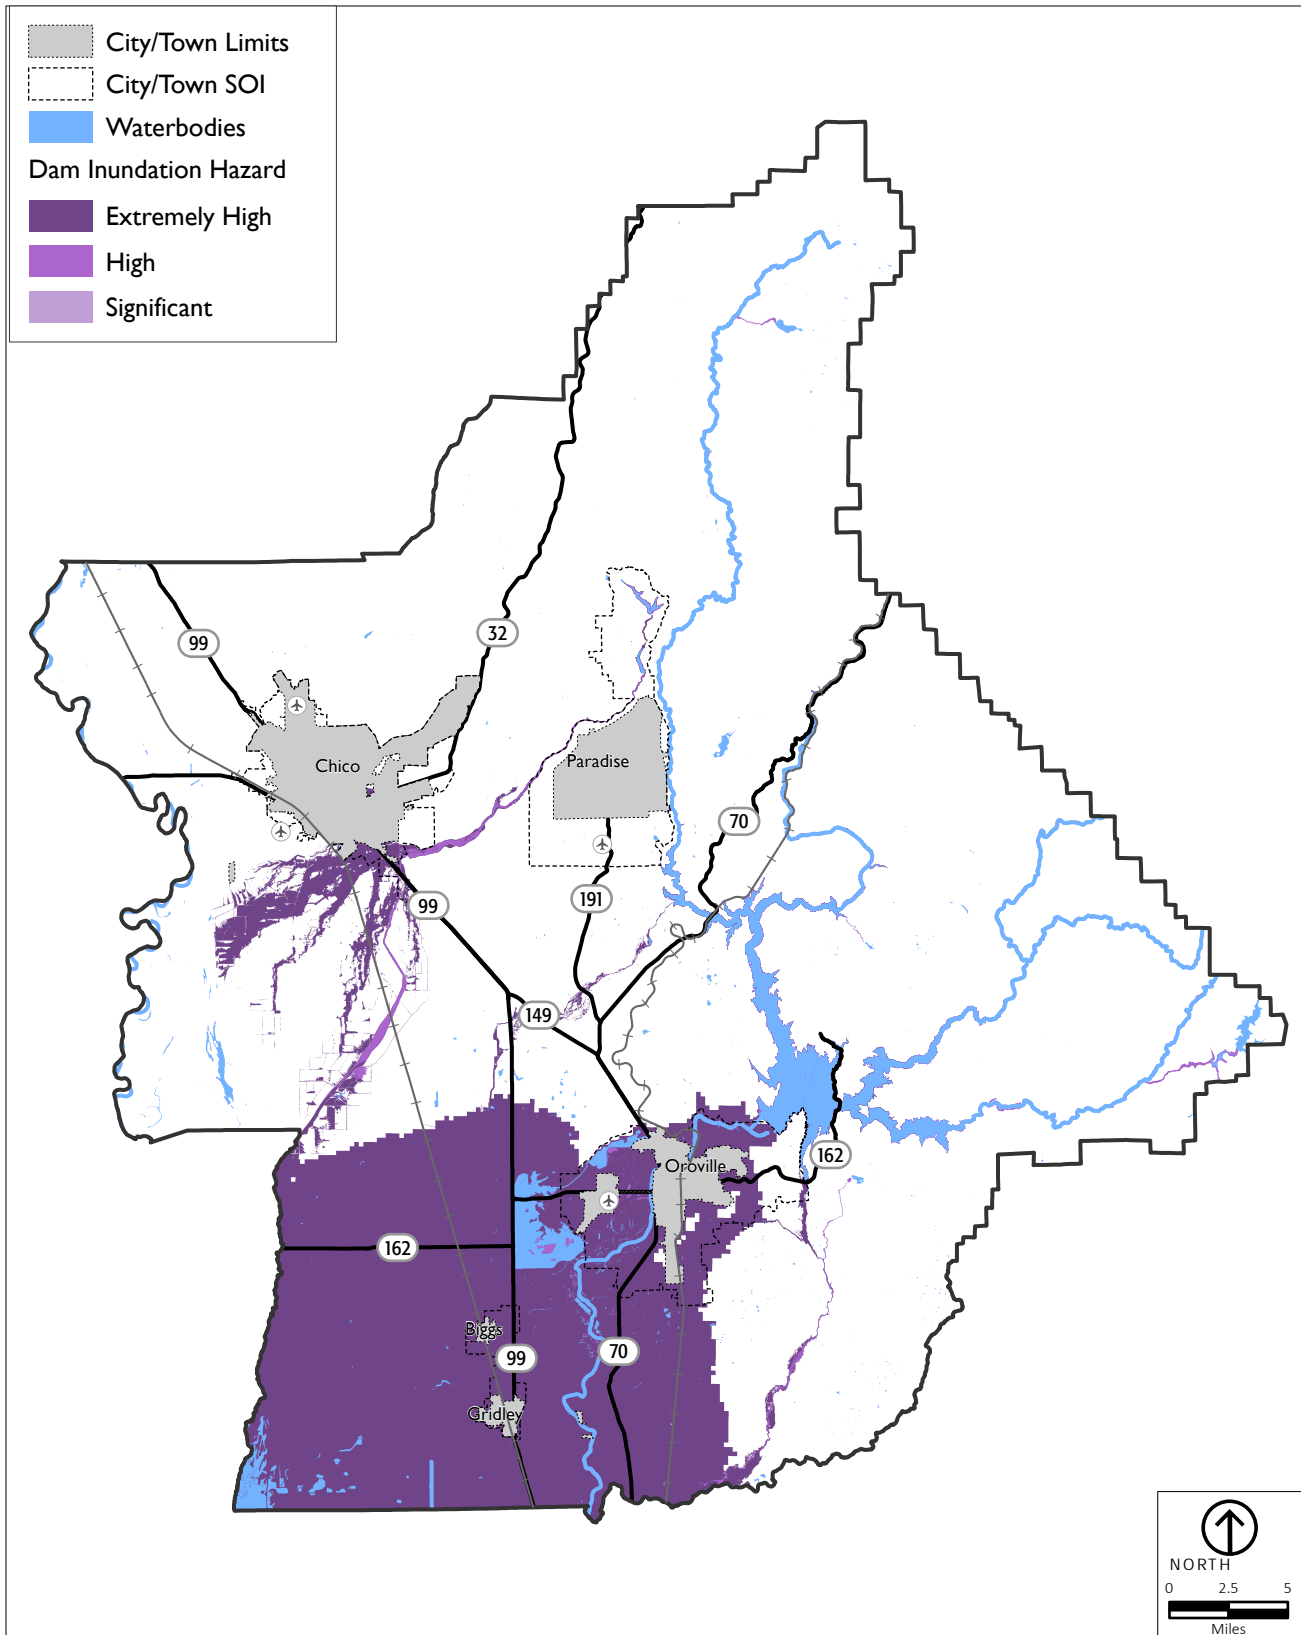 City/Town Limits
City/Town SOI
Waterbodies
Dam Inundation Hazard
Extremely High
High
Significant
99
32
Chico
Paradise
70
191
99
149
162
Oroville
162
Biggs
99
70
Gridley
NORTH
0 2.5 5
Miles